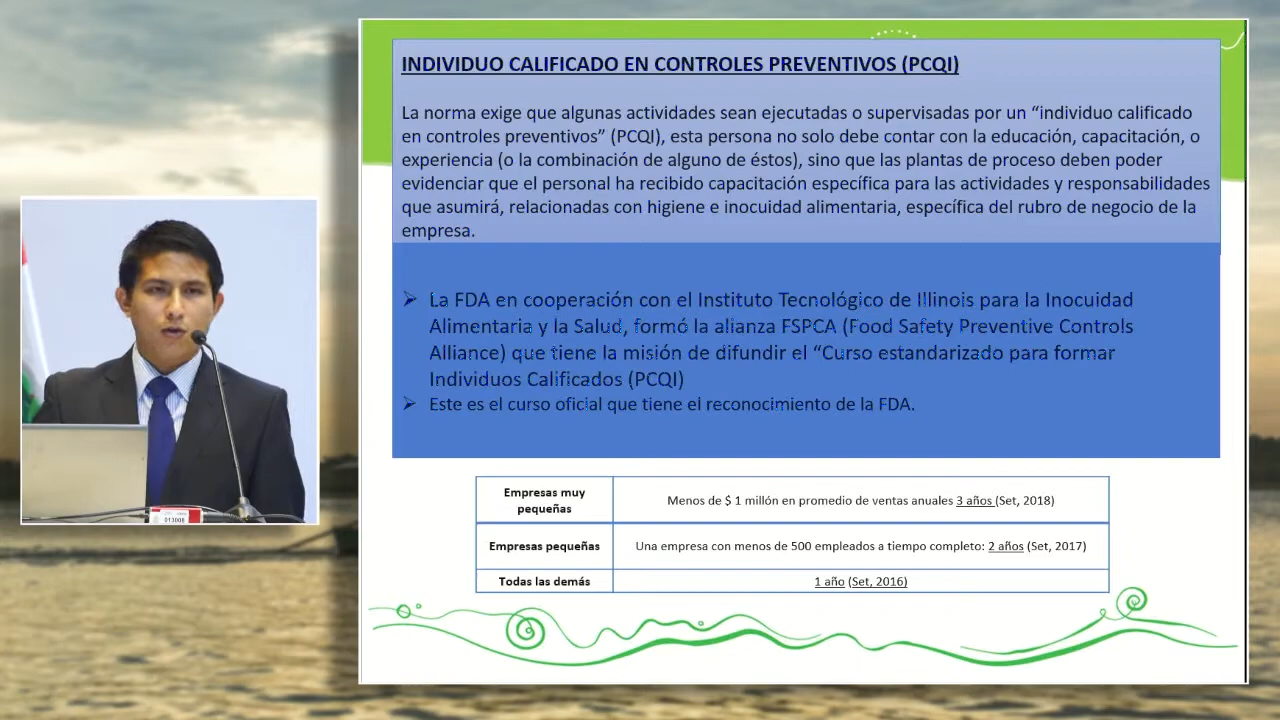 INDIVIDUO CALIFICADO EN CONTROLES PREVENTIVOS (PCQI)
La norma exige que algunas actividades sean ejecutadas o supervisadas por un “individuo calificado
en controles preventivos” (PCQI), esta persona no solo debe contar con la educación, capacitación, o
experiencia (o la combinación de alguno de éstos), sino que las plantas de proceso deben poder
evidenciar que el personal ha recibido capacitación específica para las actividades y responsabilidades
que asumirá, relacionadas con higiene e inocuidad alimentaria, específica del rubro de negocio de la
empresa.
➢ La FDA en cooperación con el Instituto Tecnológico de Illinois para la Inocuidad
Alimentaria y la Salud, formó la alianza FSPCA (Food Safety Preventive Controls
Alliance) que tiene la misión de difundir el “Curso estandarizado para formar
Individuos Calificados (PCQI)
➢ Este es el curso oficial que tiene el reconocimiento de la FDA.
Empresas muy
pequeñas
Menos de $ 1 millón en promedio de ventas anuales 3 años (Set, 2018)
Empresas pequeñas
Una empresa con menos de 500 empleados a tiempo completo: 2 años (Set, 2017)
Todas las demás
1 año (Set, 2016)
013000